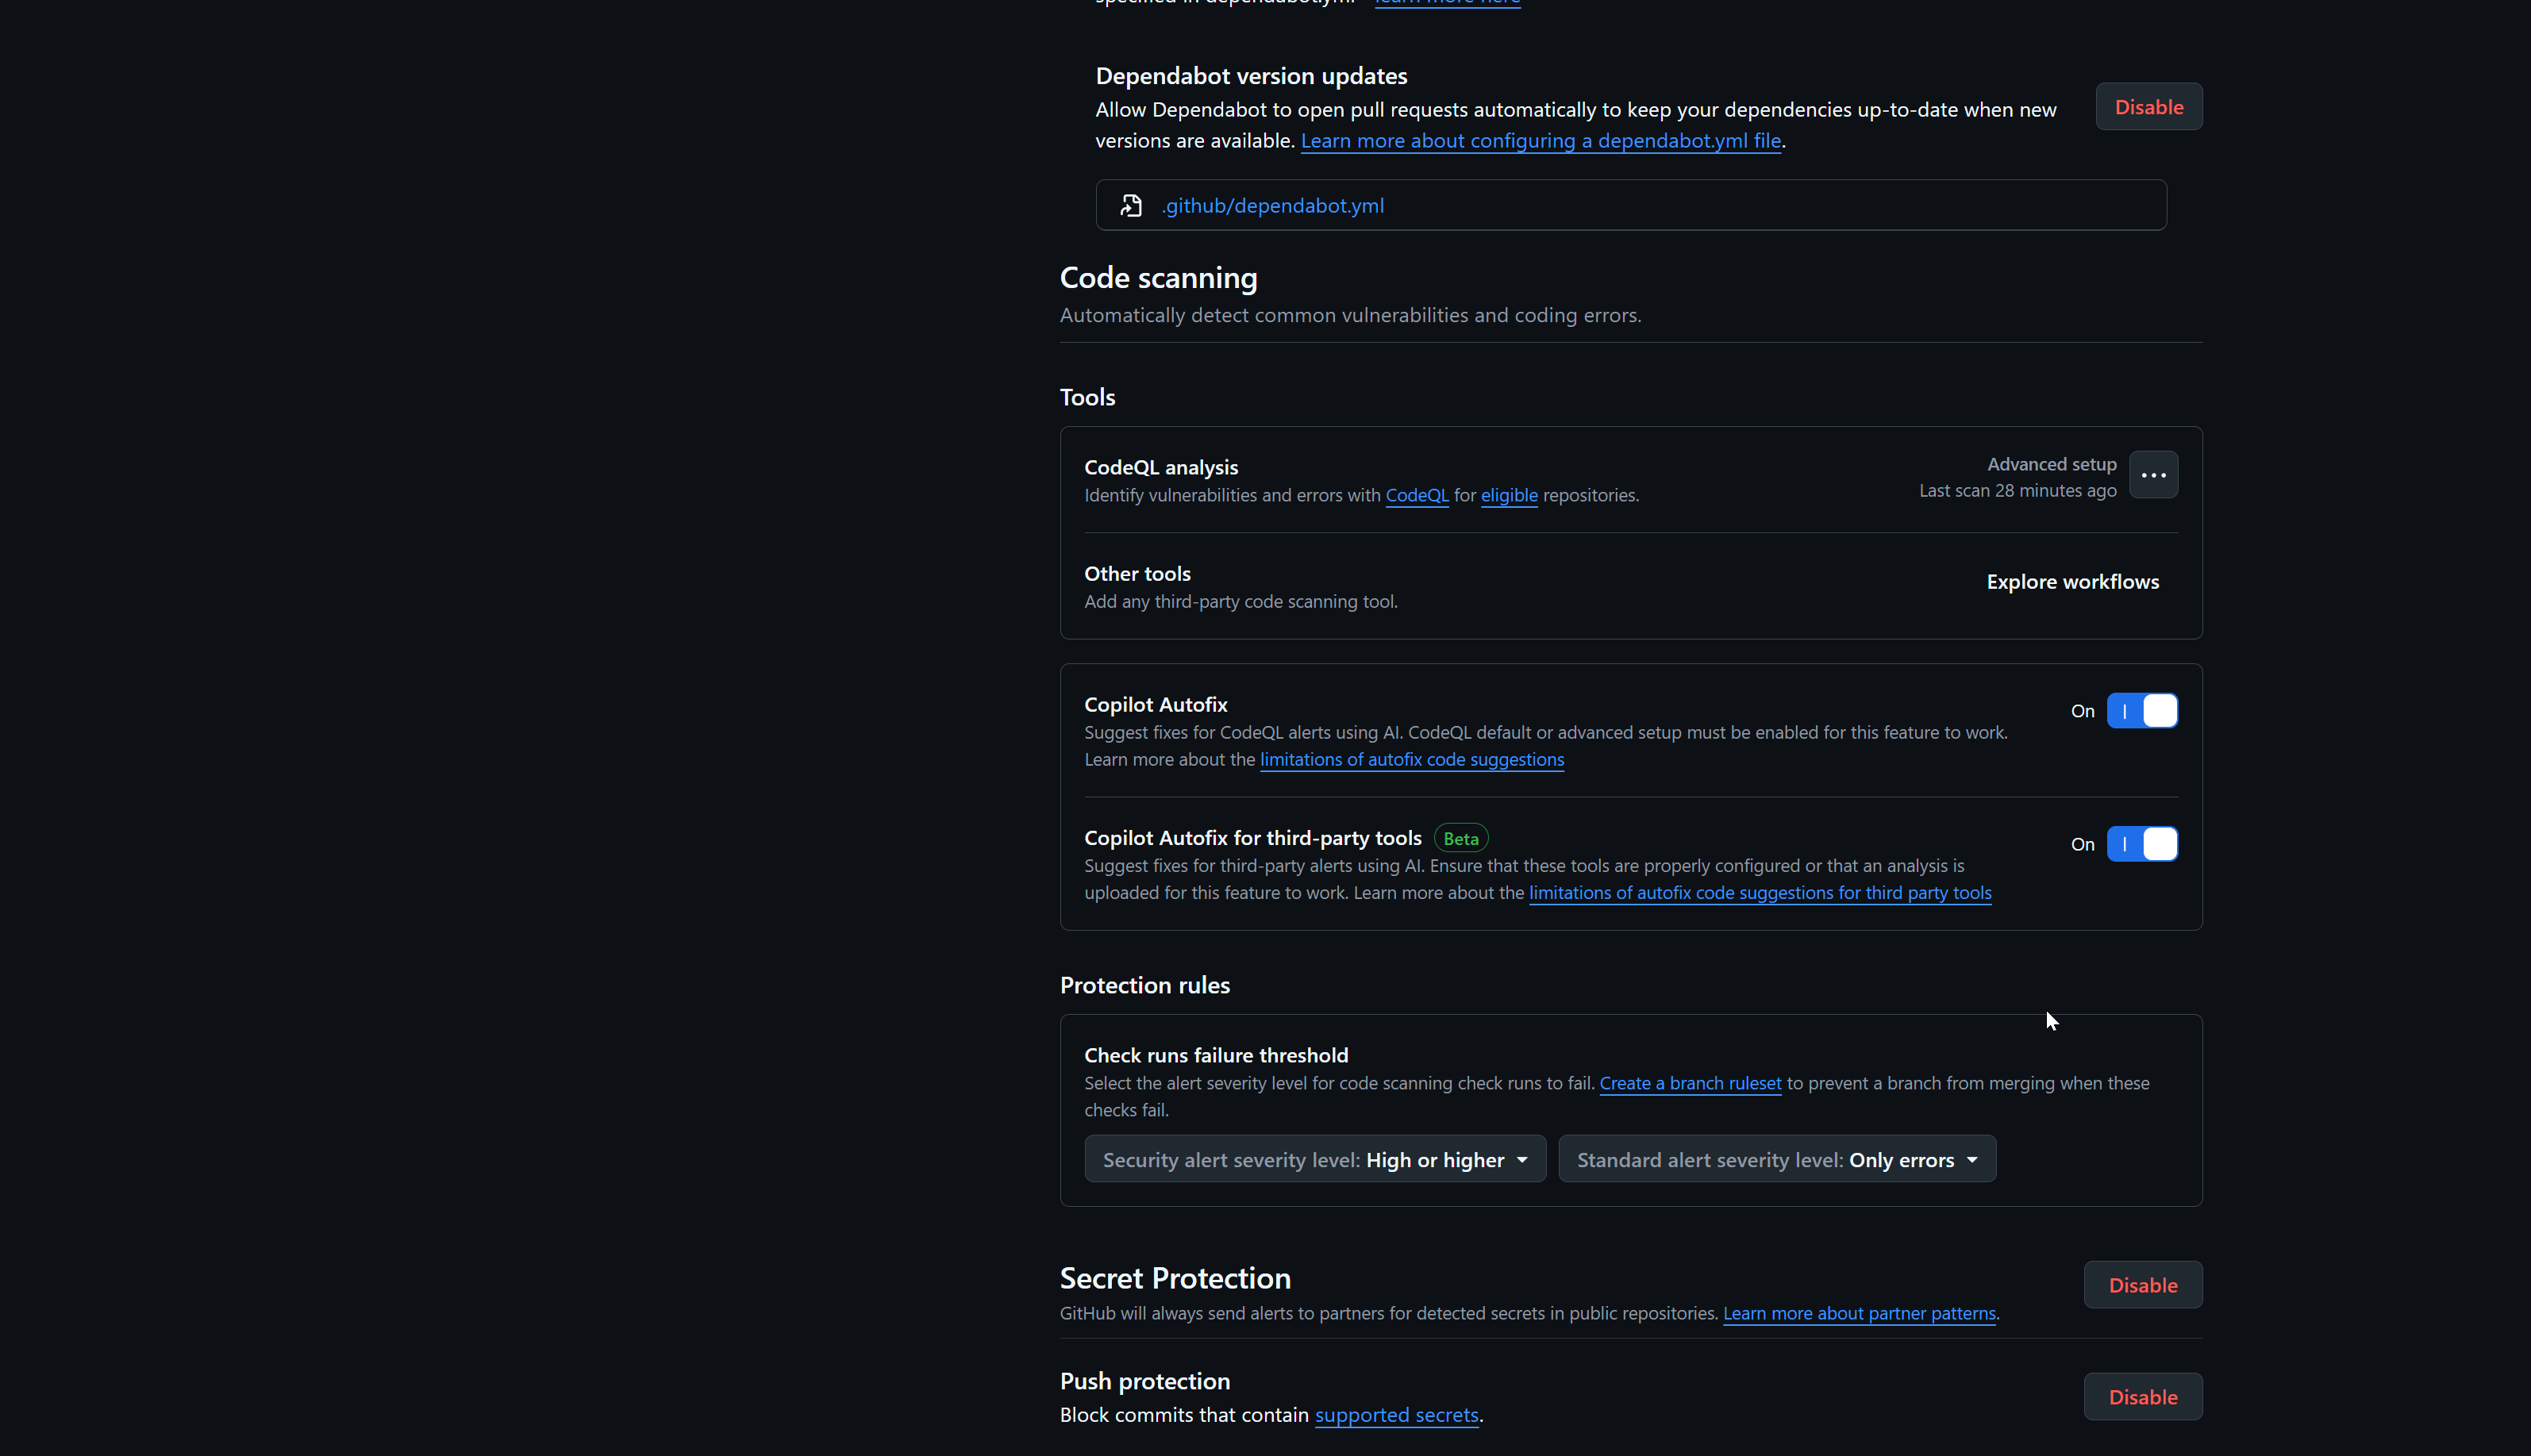 specified in dependabot.yml learn more here
Dependabot version updates
Allow Dependabot to open pull requests automatically to keep your dependencies up-to-date when new
versions are available. Learn more about configuring a dependabot.yml file.
Disable
.github/dependabot.yml
Code scanning
Automatically detect common vulnerabilities and coding errors.
Tools
CodeQL analysis
Identify vulnerabilities and errors with CodeQL for eligible repositories.
Advanced setup
Last scan 28 minutes ago
Other tools
Add any third-party code scanning tool.
Explore workflows
Copilot Autofix
Suggest fixes for CodeQL alerts using AI. CodeQL default or advanced setup must be enabled for this feature to work.
Learn more about the limitations of autofix code suggestions
On
Copilot Autofix for third-party tools Beta
Suggest fixes for third-party alerts using AI. Ensure that these tools are properly configured or that an analysis is
uploaded for this feature to work. Learn more about the limitations of autofix code suggestions for third party tools
On
Protection rules
Check runs failure threshold
Select the alert severity level for code scanning check runs to fail. Create a branch ruleset to prevent a branch from merging when these
checks fail.
Security alert severity level: High or higher
Standard alert severity level: Only errors
Secret Protection
GitHub will always send alerts to partners for detected secrets in public repositories. Learn more about partner patterns.
Disable
Push protection
Block commits that contain supported secrets.
Disable